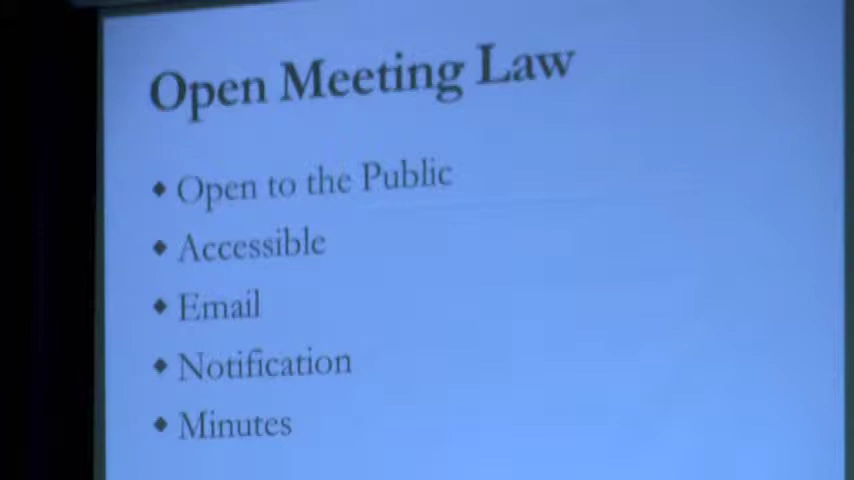 Open Meeting Law
◆ Open to the Public
◆ Accessible
◆ Email
◆ Notification
◆ Minutes